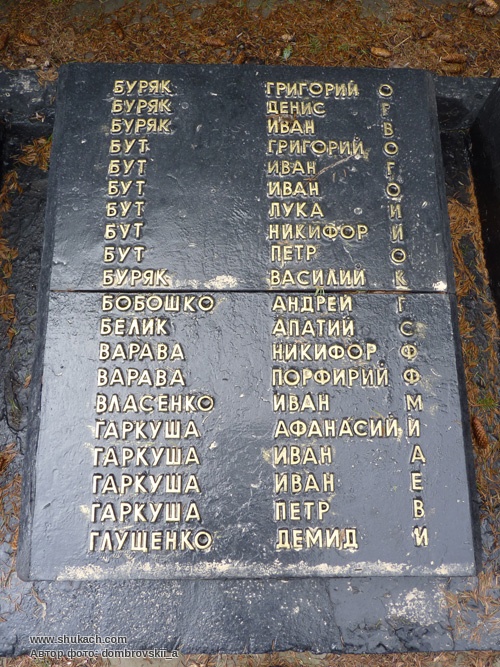 БУРЯК ГРИГОРИЙ О
БУРЯК ДЕНИС Г
БУРЯК ИВАН В
БУТ ГРИГОРИЙ О
БУТ ИВАН Г
БУТ ИВАН О
БУТ ЛУКА И
БУТ НИКИФОР И
БУТ ПЕТР О
БУРЯК ВАСИЛИЙ К
БОБОШКО АНДРЕЙ Г
БЕЛИК АПАТИЙ С
ВАРАВА НИКИФОР Ф
ВАРАВА ПОРФИРИЙ Ф
ВЛАСЕНКО ИВАН М
ГАРКУША АФАНАСИЙ И
ГАРКУША ИВАН Д
ГАРКУША ИВАН Е
ГАРКУША ПЕТР В
ГЛУЩЕНКО ДЕМИД И
www.shukach.com
Автор фото: dombrovskii_a